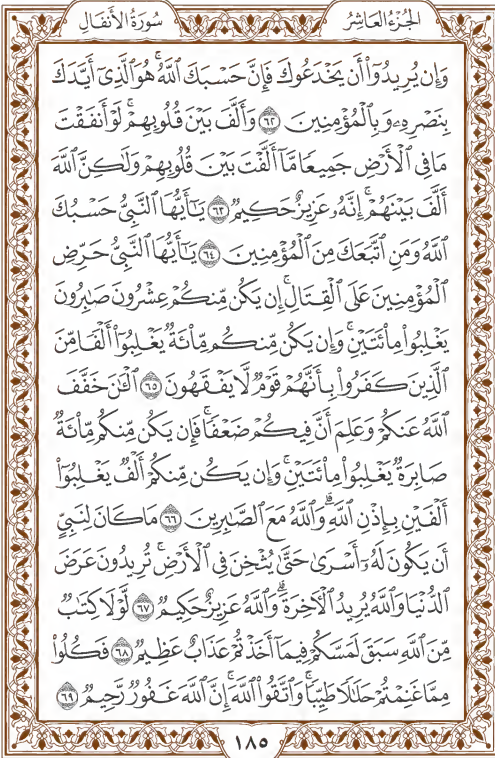 الجُزْءُ العَاشِرُ
سُورَةُ الأَنفَالِ
وَإِن يُرِيدُوٓاْ أَن يَخْدَعُوكَ فَإِنَّ حَسْبَكَ ٱللَّهُۚ هُوَ ٱلَّذِىٓ أَيَّدَكَ
بِنَصْرِهِۦ وَبِٱلْمُؤْمِنِينَ ٦٢ وَأَلَّفَ بَيْنَ قُلُوبِهِمْۚ لَوْ أَنفَقْتَ
مَا فِى ٱلْأَرْضِ جَمِيعًا مَّآ أَلَّفْتَ بَيْنَ قُلُوبِهِمْ وَلَٰكِنَّ ٱللَّهَ
أَلَّفَ بَيْنَهُمْۚ إِنَّهُۥ عَزِيزٌ حَكِيمٌ ٦٣ يَٰٓأَيُّهَا ٱلنَّبِىُّ حَسْبُكَ
ٱللَّهُ وَمَنِ ٱتَّبَعَكَ مِنَ ٱلْمُؤْمِنِينَ ٦٤ يَٰٓأَيُّهَا ٱلنَّبِىُّ حَرِّضِ
ٱلْمُؤْمِنِينَ عَلَى ٱلْقِتَالِۚ إِن يَكُن مِّنكُمْ عِشْرُونَ صَٰبِرُونَ
يَغْلِبُواْ مِاْئَتَيْنِۚ وَإِن يَكُن مِّنكُم مِّاْئَةٌ يَغْلِبُوٓاْ أَلْفًا مِّنَ
ٱلَّذِينَ كَفَرُواْ بِأَنَّهُمْ قَوْمٌ لَّا يَفْقَهُونَ ٦٥ ٱلْـَٰٔنَ خَفَّفَ
ٱللَّهُ عَنكُمْ وَعَلِمَ أَنَّ فِيكُمْ ضَعْفًاۚ فَإِن يَكُن مِّنكُم مِّاْئَةٌ
صَابِرَةٌ يَغْلِبُواْ مِاْئَتَيْنِۚ وَإِن يَكُن مِّنكُمْ أَلْفٌ يَغْلِبُوٓاْ
أَلْفَيْنِ بِإِذْنِ ٱللَّهِۗ وَٱللَّهُ مَعَ ٱلصَّٰبِرِينَ ٦٦ مَا كَانَ لِنَبِىٍّ
أَن يَكُونَ لَهُۥٓ أَسْرَىٰ حَتَّىٰ يُثْخِنَ فِى ٱلْأَرْضِۚ تُرِيدُونَ عَرَضَ
ٱلدُّنْيَا وَٱللَّهُ يُرِيدُ ٱلْءَاخِرَةَۗ وَٱللَّهُ عَزِيزٌ حَكِيمٌ ٦٧ لَّوْلَا كِتَٰبٌ
مِّنَ ٱللَّهِ سَبَقَ لَمَسَّكُمْ فِيمَآ أَخَذْتُمْ عَذَابٌ عَظِيمٌ ٦٨ فَكُلُواْ
مِمَّا غَنِمْتُمْ حَلَٰلًا طَيِّبًاۚ وَٱتَّقُواْ ٱللَّهَۚ إِنَّ ٱللَّهَ غَفُورٌ رَّحِيمٌ ٦٩
١٨٥